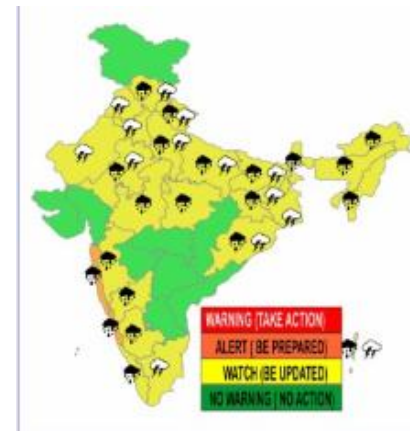 WARNING (TAKE ACTION)
ALERT ( BE PREPARED)
WATCH (BE UPDATED)
NO WARNING ( NO ACTION)